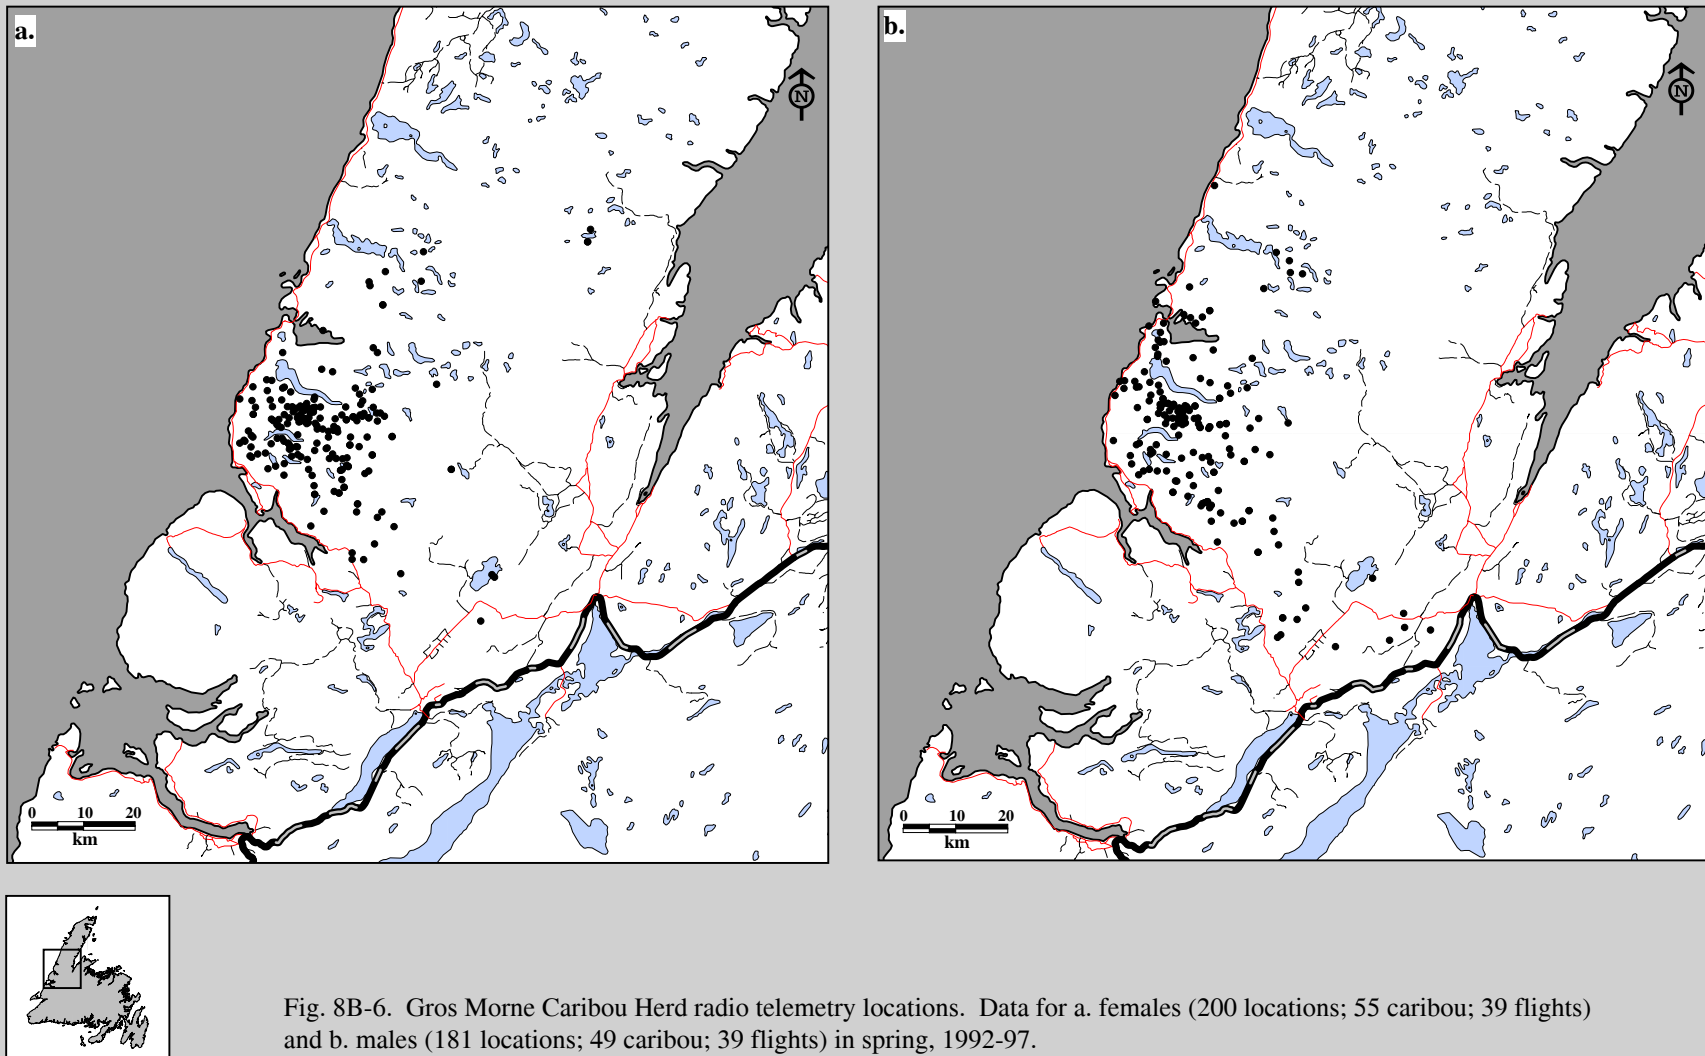 a.
N
0 10 20
km
b.
N
0 10 20
km
Fig. 8B-6. Gros Morne Caribou Herd radio telemetry locations. Data for a. females (200 locations; 55 caribou; 39 flights)
and b. males (181 locations; 49 caribou; 39 flights) in spring, 1992-97.